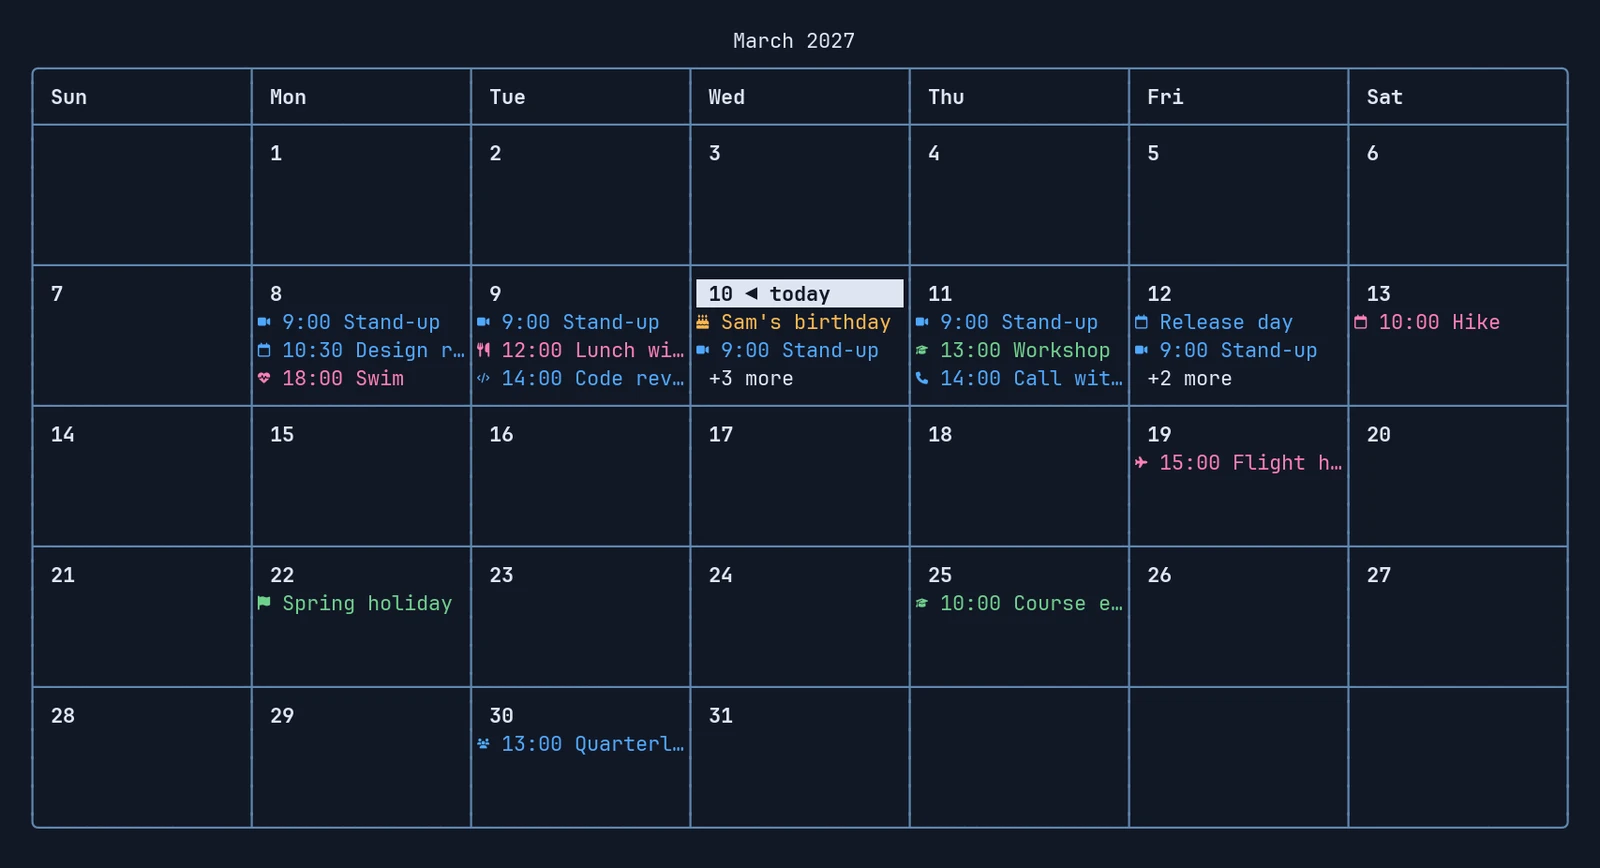 March 2027
Sun Mon Tue Wed Thu Fri Sat
1 2 3 4 5 6
7 8 9 10 ◀ today 11 12 13
9:00 Stand-up 9:00 Stand-up Sam's birthday 9:00 Stand-up Release day 10:00 Hike
10:30 Design r… 12:00 Lunch wi… 9:00 Stand-up 13:00 Workshop 9:00 Stand-up
18:00 Swim 14:00 Code rev… +3 more 14:00 Call wit… +2 more
14 15 16 17 18 19 20
15:00 Flight h…
21 22 23 24 25 26 27
Spring holiday 10:00 Course e…
28 29 30 31
13:00 Quarterl…